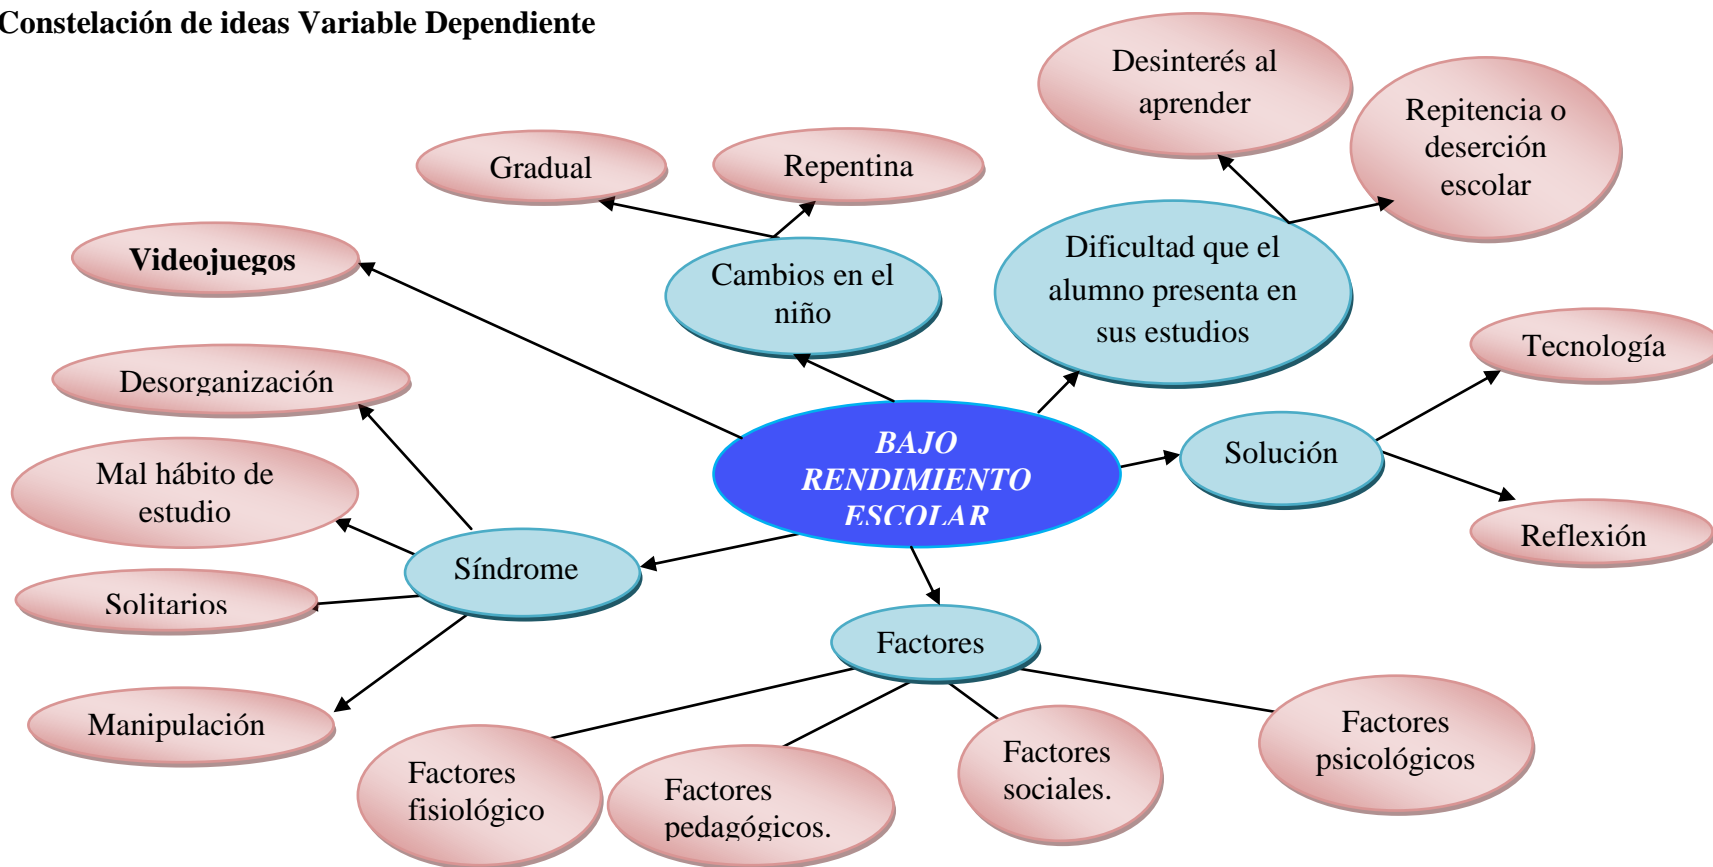 Constelación de ideas Variable Dependiente
Desinterés al
aprender
Repitencia o
deserción
escolar
Gradual
Repentina
Videojuegos
Cambios en el
niño
Dificultad que el
alumno presenta en
sus estudios
Tecnología
Desorganización
BAJO
RENDIMIENTO
ESCOLAR
Solución
Mal hábito de
estudio
Reflexión
Síndrome
Solitarios
Factores
Manipulación
Factores
fisiológico
Factores
pedagógicos.
Factores
sociales.
Factores
psicológicos